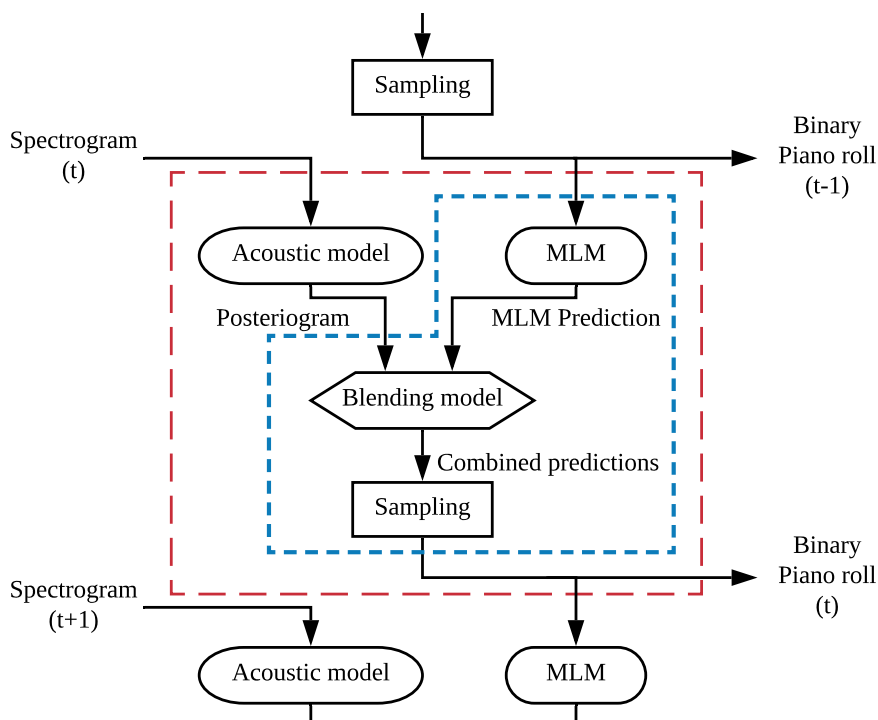 Sampling
Spectrogram
(t)
Binary
Piano roll
(t-1)
Acoustic model
MLM
Posteriogram
MLM Prediction
Blending model
Combined predictions
Sampling
Binary
Piano roll
(t)
Spectrogram
(t+1)
Acoustic model
MLM